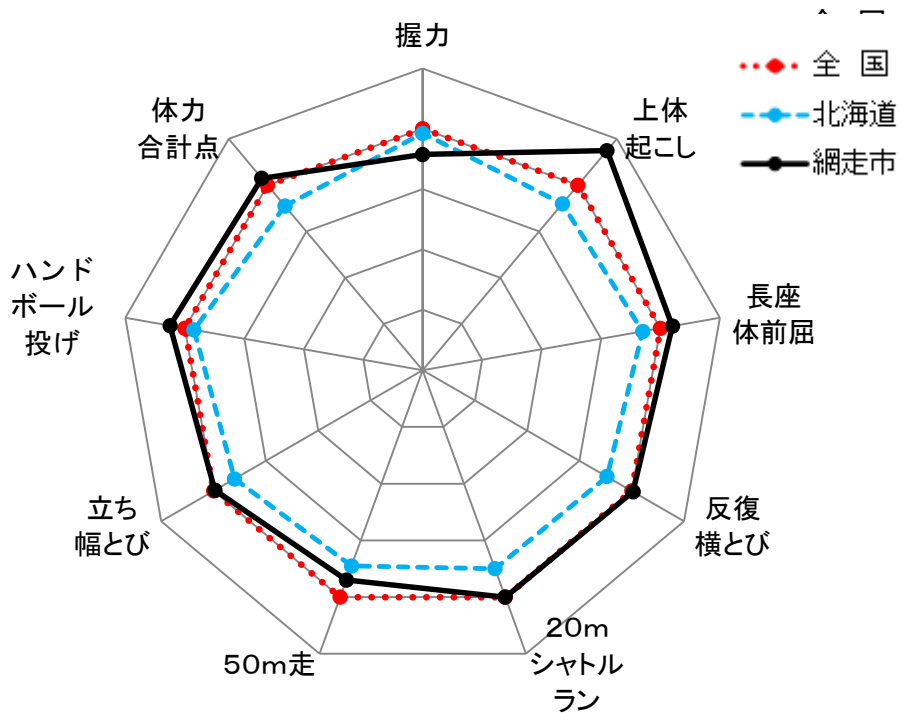 握力
上体
起こし
長座
体前屈
反復
横とび
20m
シャトル
ラン
50m走
立ち
幅とび
ハンド
ボール
投げ
体力
合計点
全 国
北海道
網走市